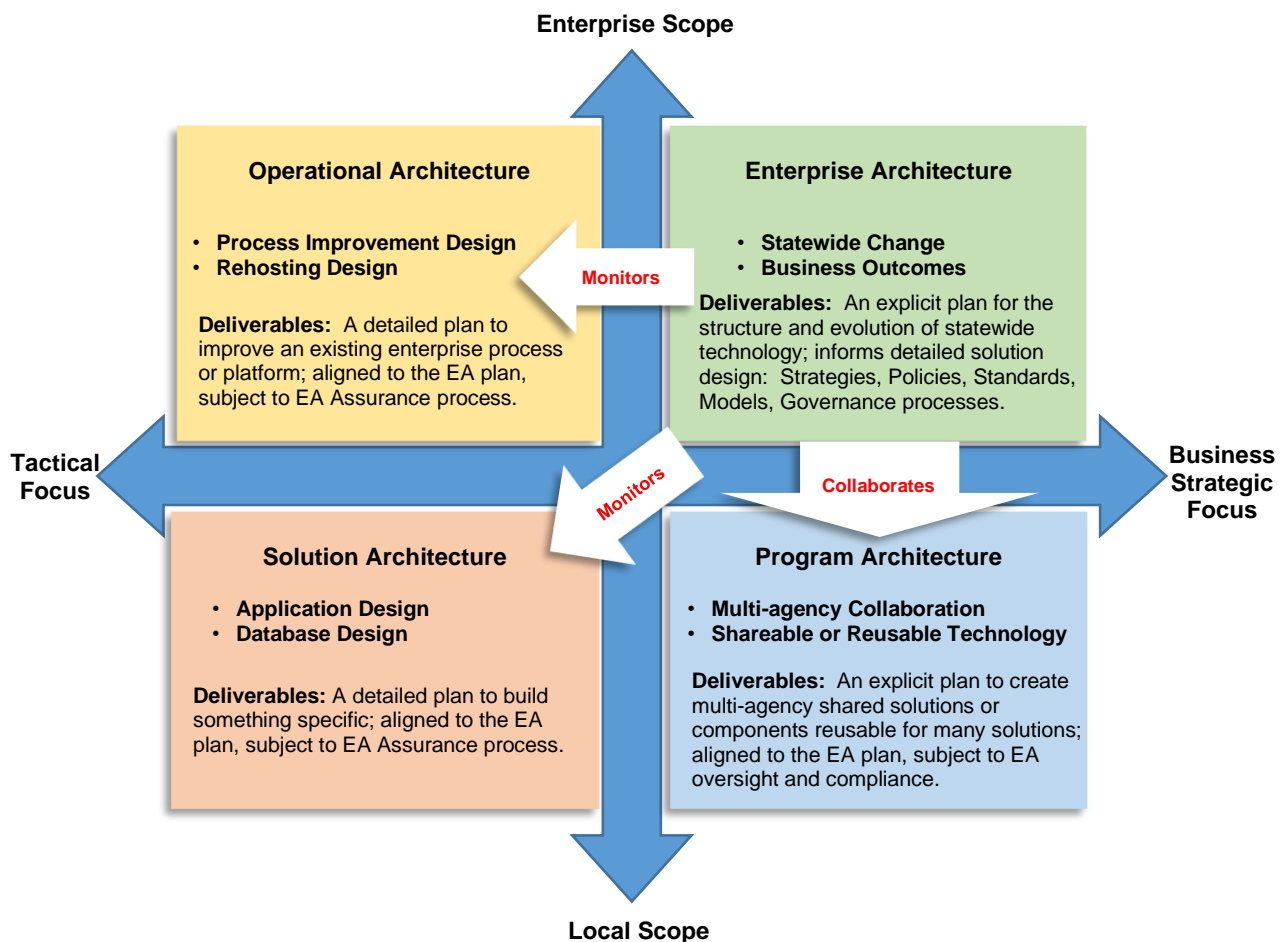 Enterprise Scope
Operational Architecture
• Process Improvement Design
• Rehosting Design
Deliverables: A detailed plan to
improve an existing enterprise process
or platform; aligned to the EA plan,
subject to EA Assurance process.
Monitors
Enterprise Architecture
• Statewide Change
• Business Outcomes
Deliverables: An explicit plan for the
structure and evolution of statewide
technology; informs detailed solution
design: Strategies, Policies, Standards,
Models, Governance processes.
Tactical
Focus
Monitors
Collaborates
Business
Strategic
Focus
Solution Architecture
• Application Design
• Database Design
Deliverables: A detailed plan to build
something specific; aligned to the EA
plan, subject to EA Assurance process.
Program Architecture
• Multi-agency Collaboration
• Shareable or Reusable Technology
Deliverables: An explicit plan to create
multi-agency shared solutions or
components reusable for many solutions;
aligned to the EA plan, subject to EA
oversight and compliance.
Local Scope